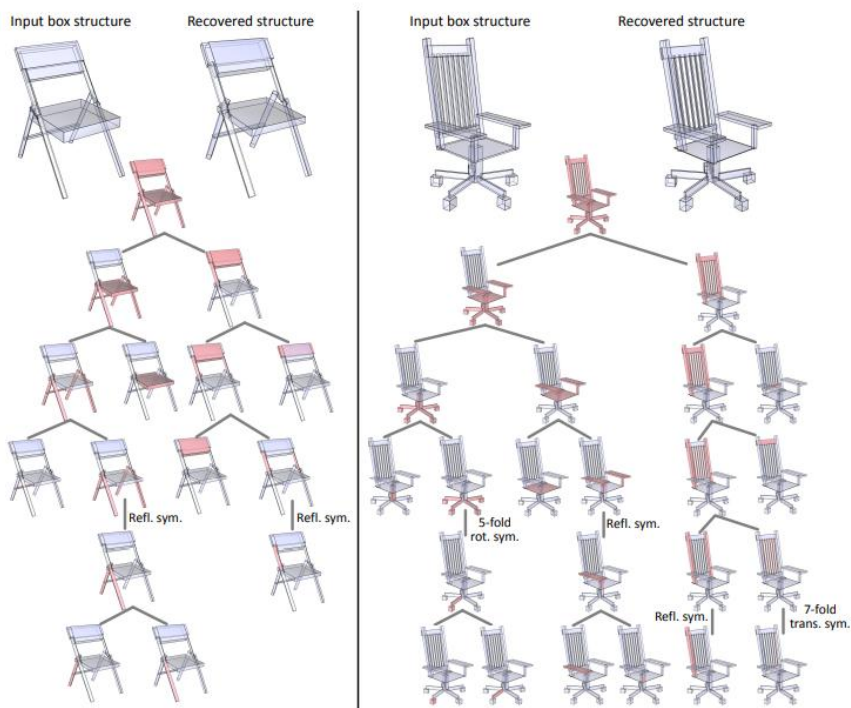 Input box structure
Recovered structure
Input box structure
Recovered structure
Refl. sym.
Refl. sym.
5-fold
rot. sym.
Refl. sym.
Refl. sym.
7-fold
trans. sym.